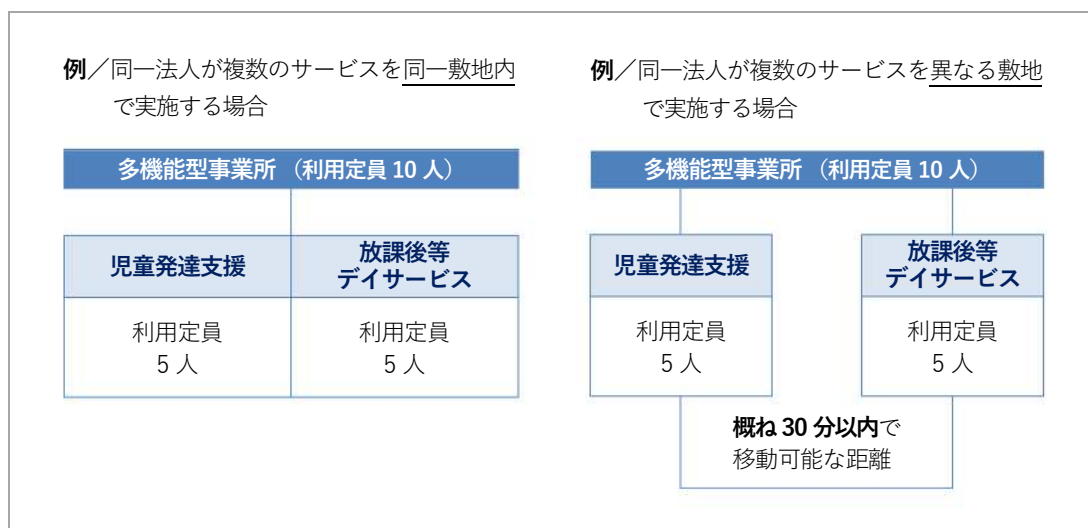 例／同一法人が複数のサービスを同一敷地内
で実施する場合
多機能型事業所（利用定員 10 人）
児童発達支援
放課後等
デイサービス
利用定員
5 人
利用定員
5 人
例／同一法人が複数のサービスを異なる敷地
で実施する場合
多機能型事業所（利用定員 10 人）
児童発達支援
放課後等
デイサービス
利用定員
5 人
利用定員
5 人
概ね 30 分以内で
移動可能な距離